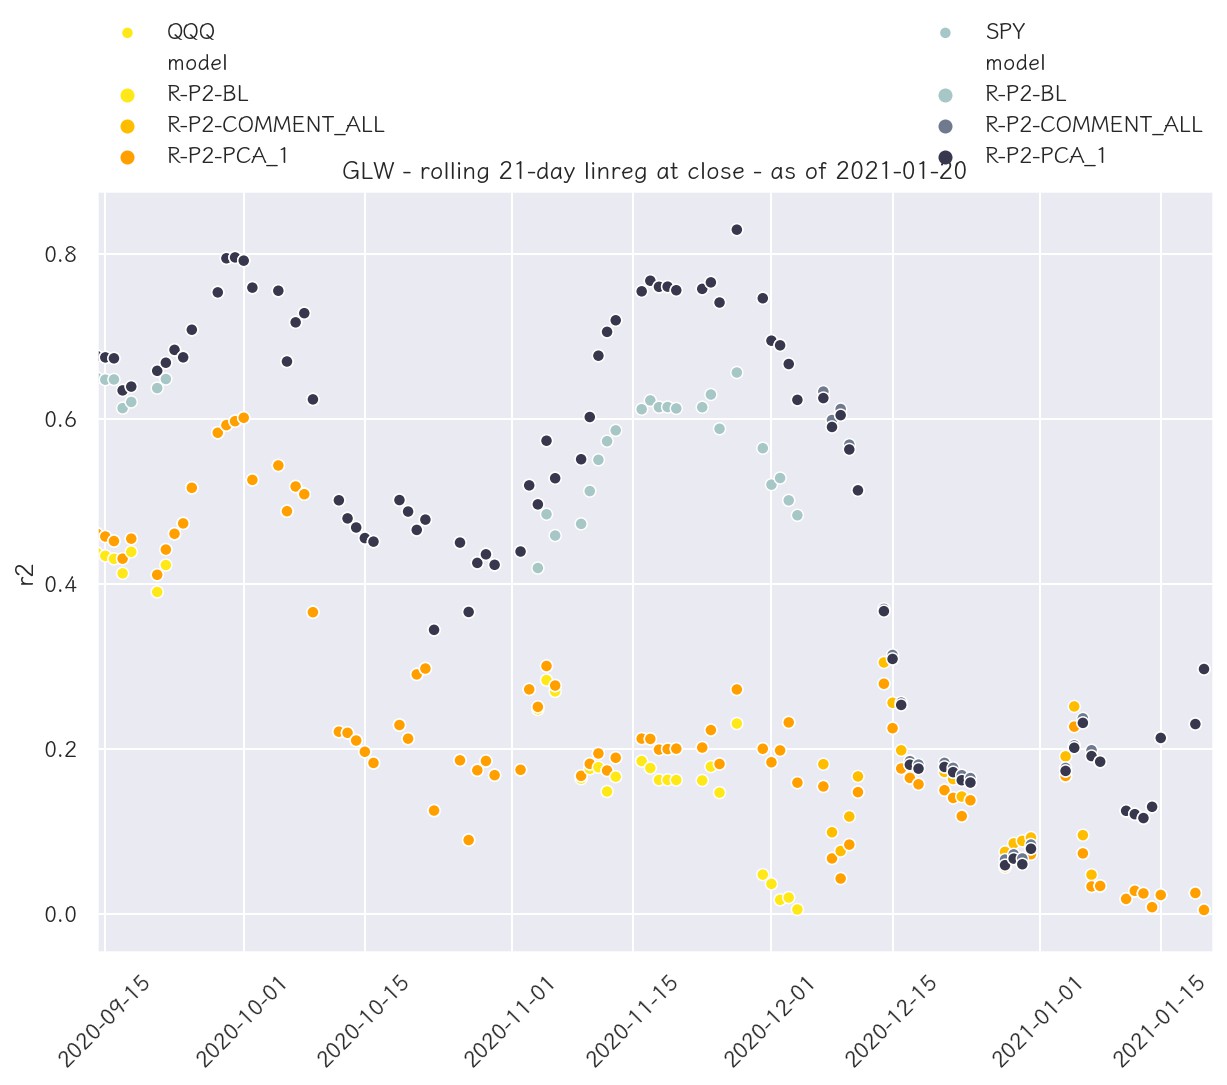 QQQ
model
R-P2-BL
R-P2-COMMENT_ALL
R-P2-PCA_1
SPY
model
R-P2-BL
R-P2-COMMENT_ALL
R-P2-PCA_1
GLW - rolling 21-day linreg at close - as of 2021-01-20
r2
0.8
0.6
0.4
0.2
0.0
2020-09-15
2020-10-01
2020-10-15
2020-11-01
2020-11-15
2020-12-01
2020-12-15
2021-01-01
2021-01-15